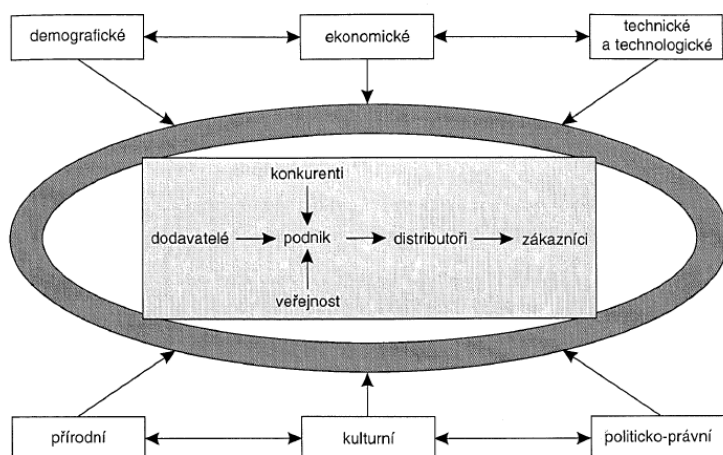 demografické
ekonomické
technické
a technologické
konkurenti
dodavatelé
podnik
distributoři
zákazníci
veřejnost
přírodní
kulturní
politicko-právní